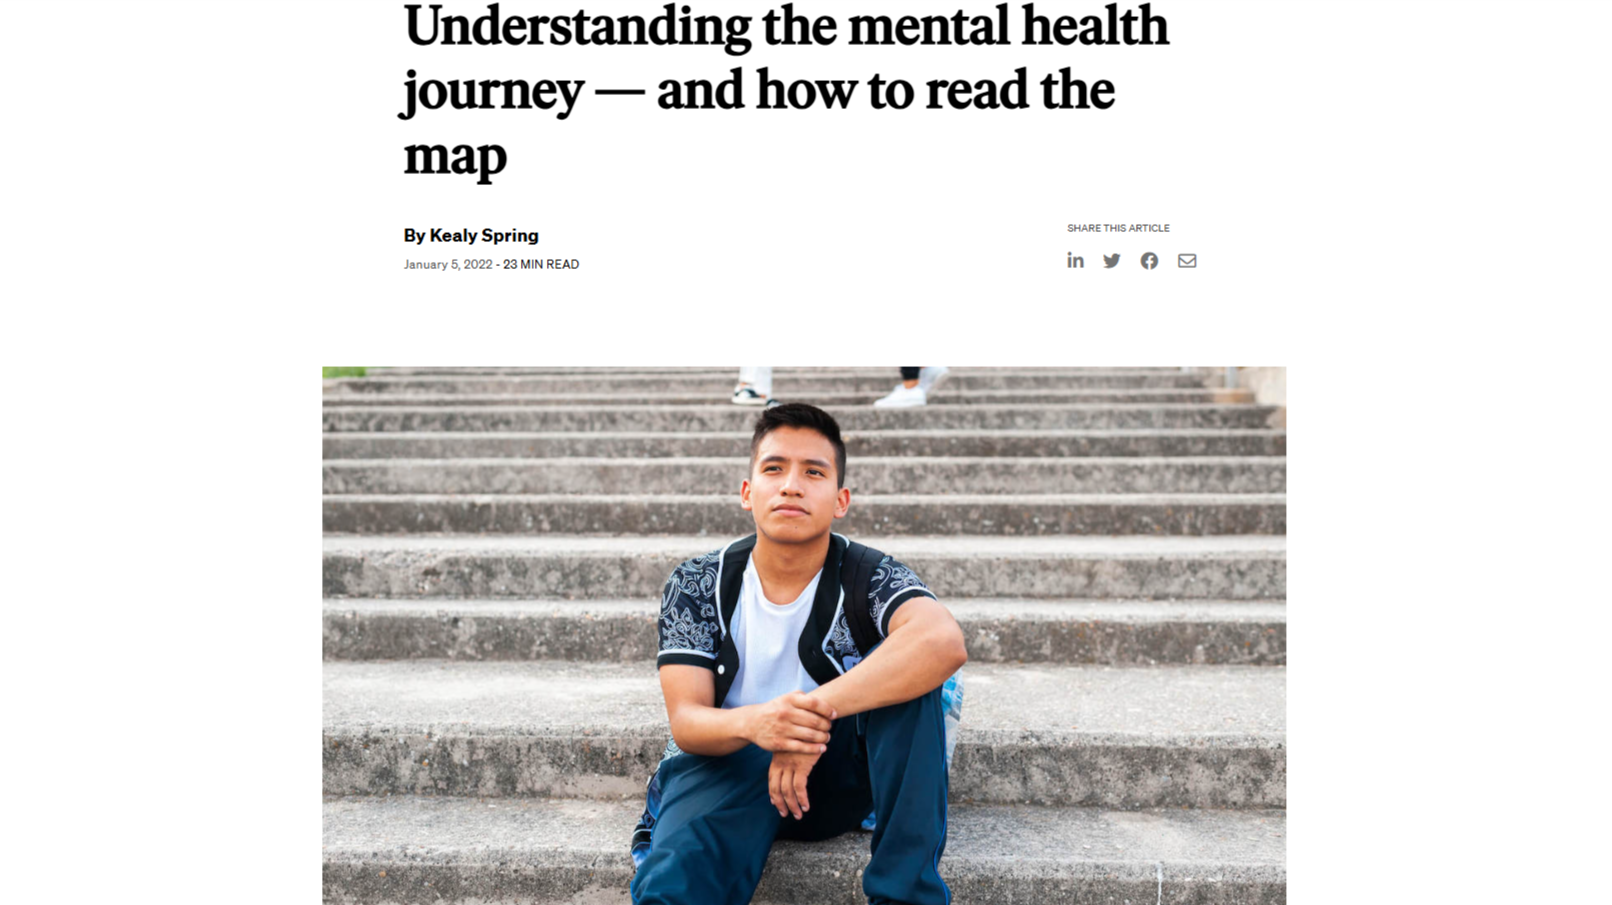 Understanding the mental health
journey — and how to read the
map
By Kealy Spring
SHARE THIS ARTICLE
January 5, 2022 - 23 MIN READ